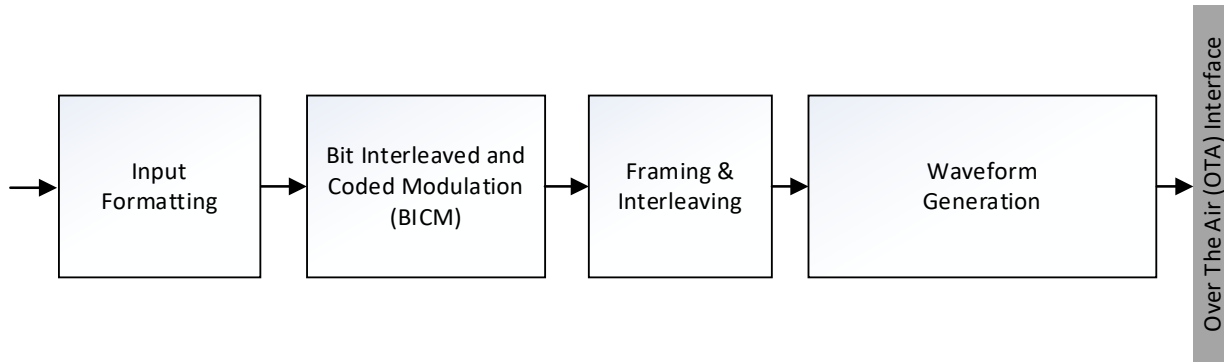 Input
Formatting
Bit Interleaved and
Coded Modulation
(BICM)
Framing &
Interleaving
Waveform
Generation
Over The Air (OTA) Interface